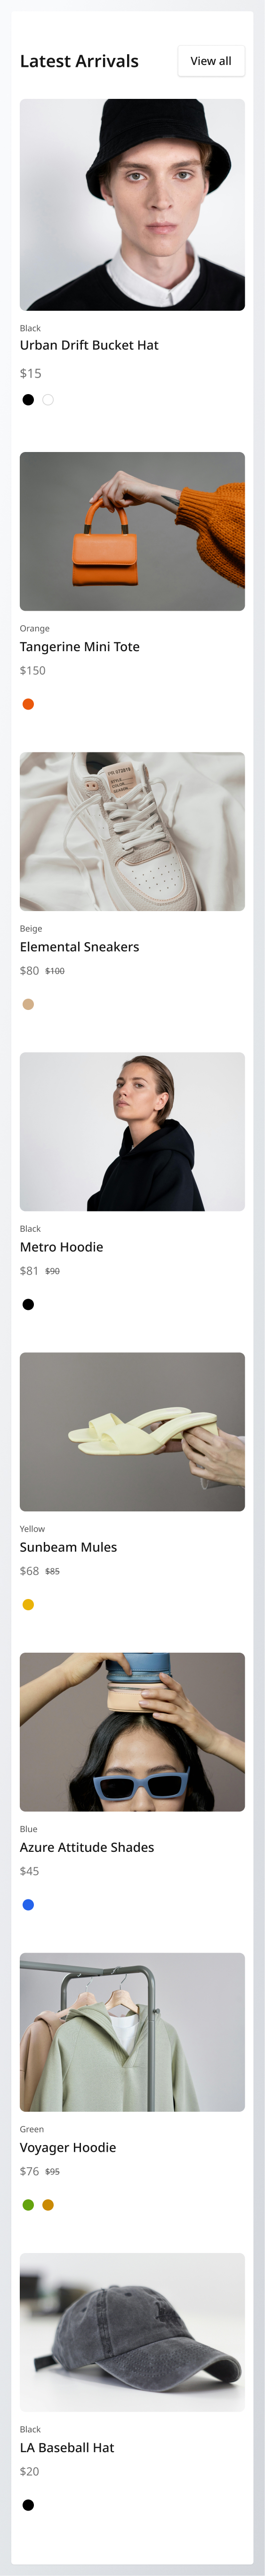 Latest Arrivals
View all
Black
Urban Drift Bucket Hat
$15
Orange
Tangerine Mini Tote
$150
Beige
Elemental Sneakers
$80 $100
Black
Metro Hoodie
$81 $90
Yellow
Sunbeam Mules
$68 $85
Blue
Azure Attitude Shades
$45
Green
Voyager Hoodie
$76 $95
Black
LA Baseball Hat
$20